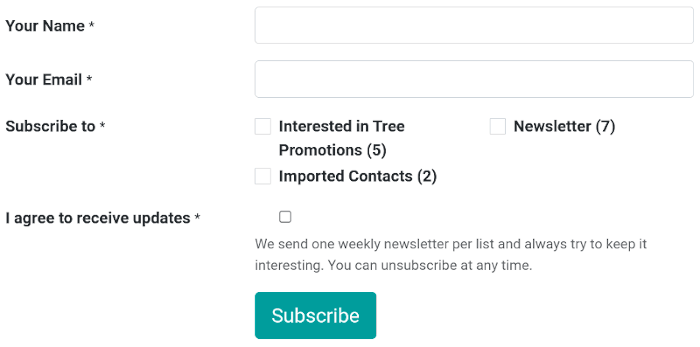 Your Name *
Your Email *
Subscribe to *
Interested in Tree
Promotions (5)
Newsletter (7)
Imported Contacts (2)
I agree to receive updates *
We send one weekly newsletter per list and always try to keep it
interesting. You can unsubscribe at any time.
Subscribe